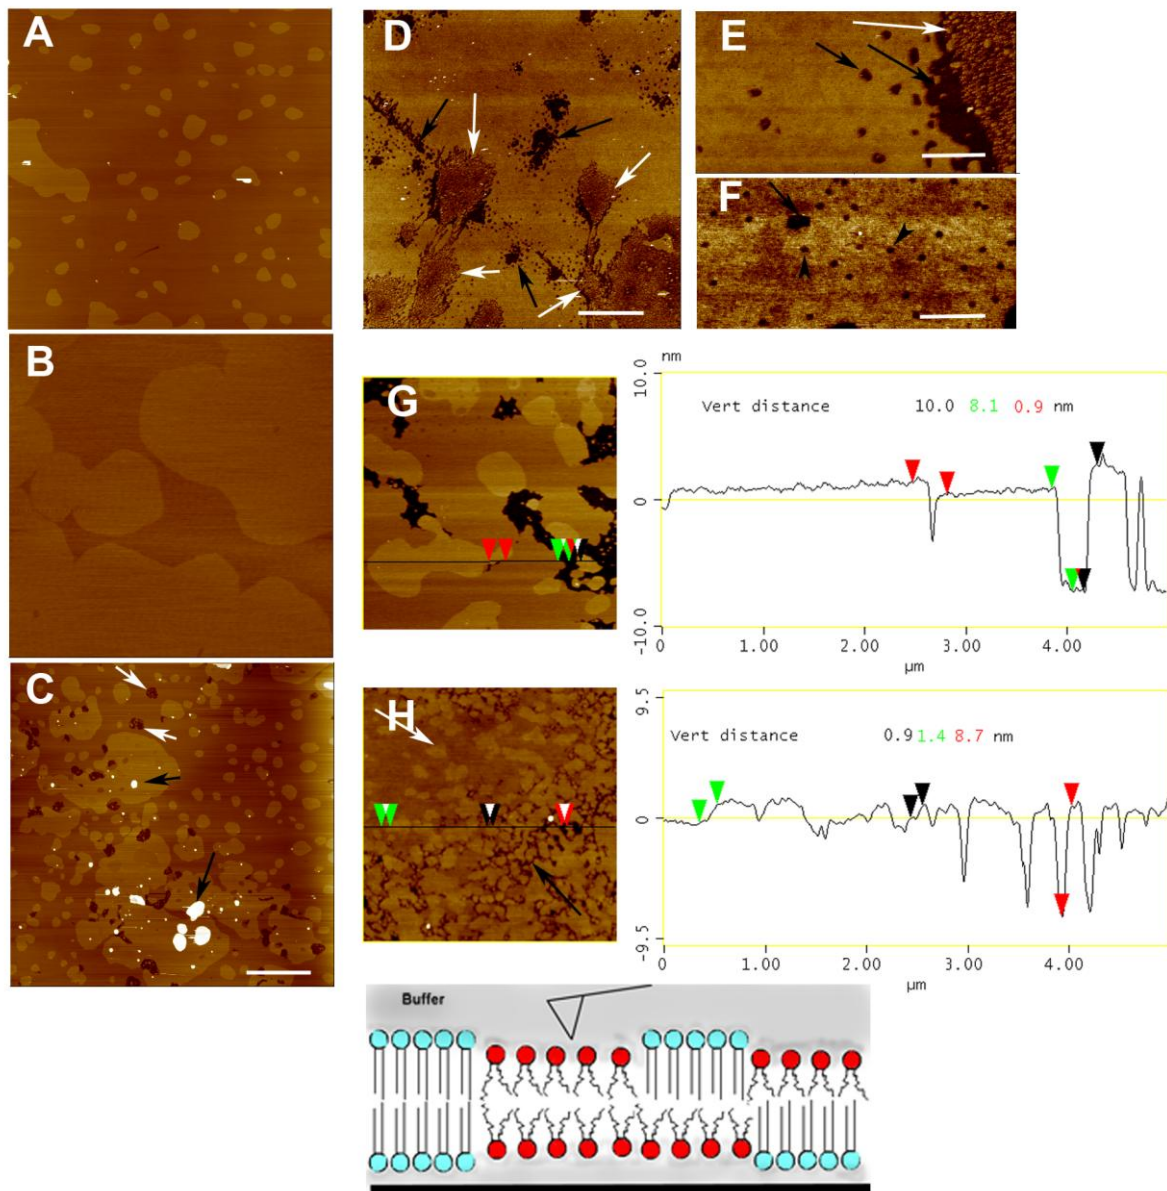 A
B
C
D
E
F
G
nm
10.0
0
-10.0
Vert distance 10.0 8.1 0.9 nm
1.00 2.00 3.00 4.00
µm
H
9.5
0
-9.5
Vert distance 0.9 1.4 8.7 nm
0 1.00 2.00 3.00 4.00
µm
Buffer